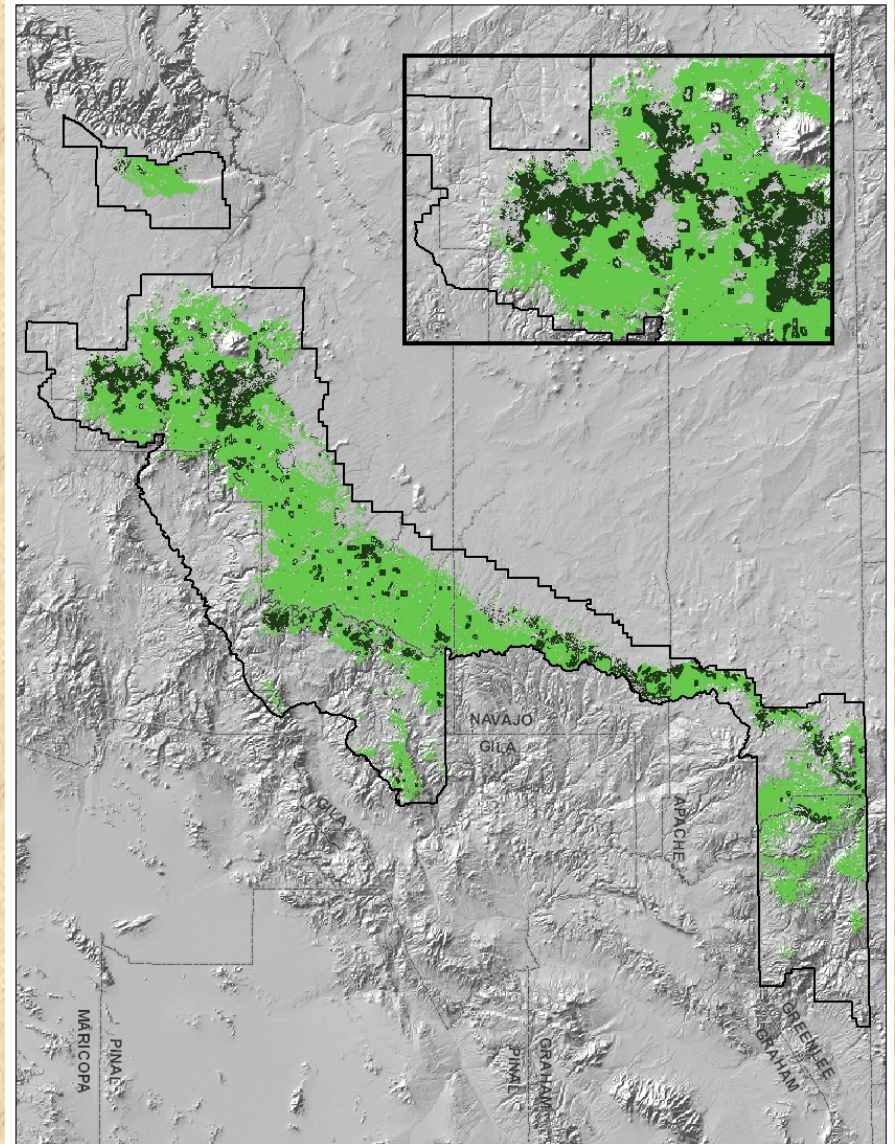 NAVAJO
GILA
GILA
APACHE
GREENLEE
GRAHAM
MARICOPA
PINAL
PINAL
GRAHAM